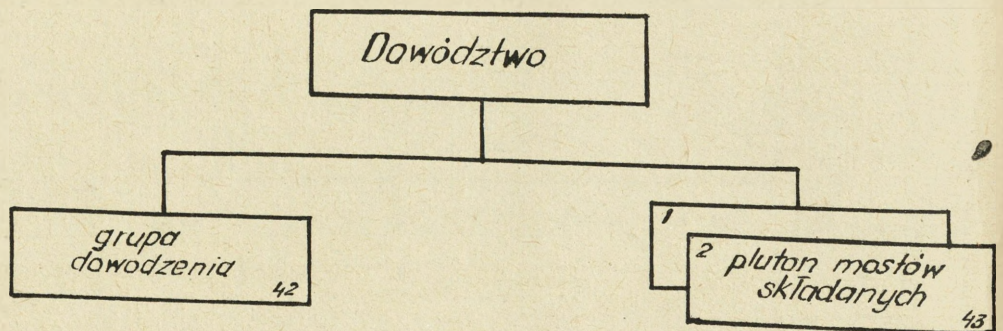 Dowództwo
grupa
dowodzenia
42
1
2 pluton mostów
składanych
43